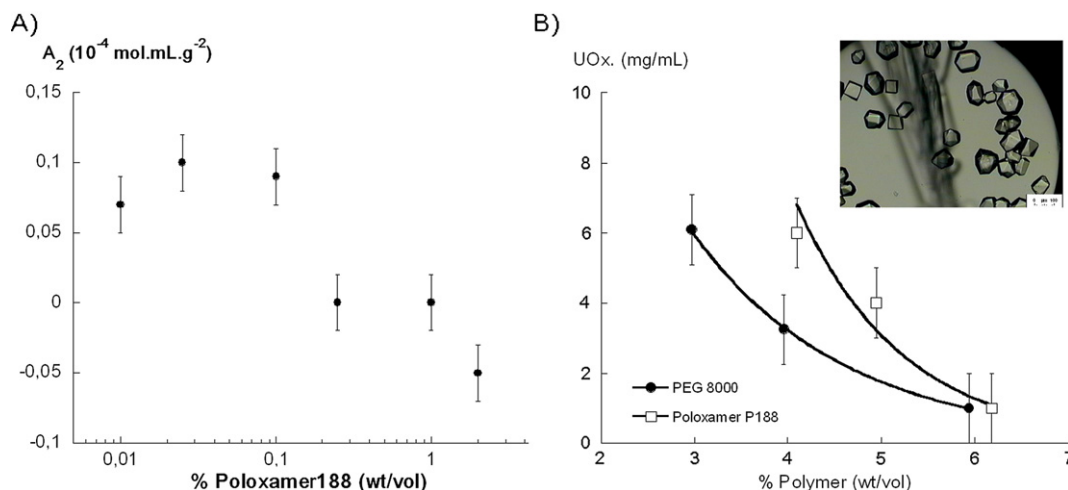 A)
A2 (10-4 mol.mL.g-2)
0,15
0,1
0,05
0
-0,05
-0,1
0,01
0,1
1
% Poloxamer188 (wt/vol)
B)
UOx. (mg/mL)
10
8
6
4
2
0
PEG 8000
Poloxamer P188
2
3
4
5
6
7
% Polymer (wt/vol)